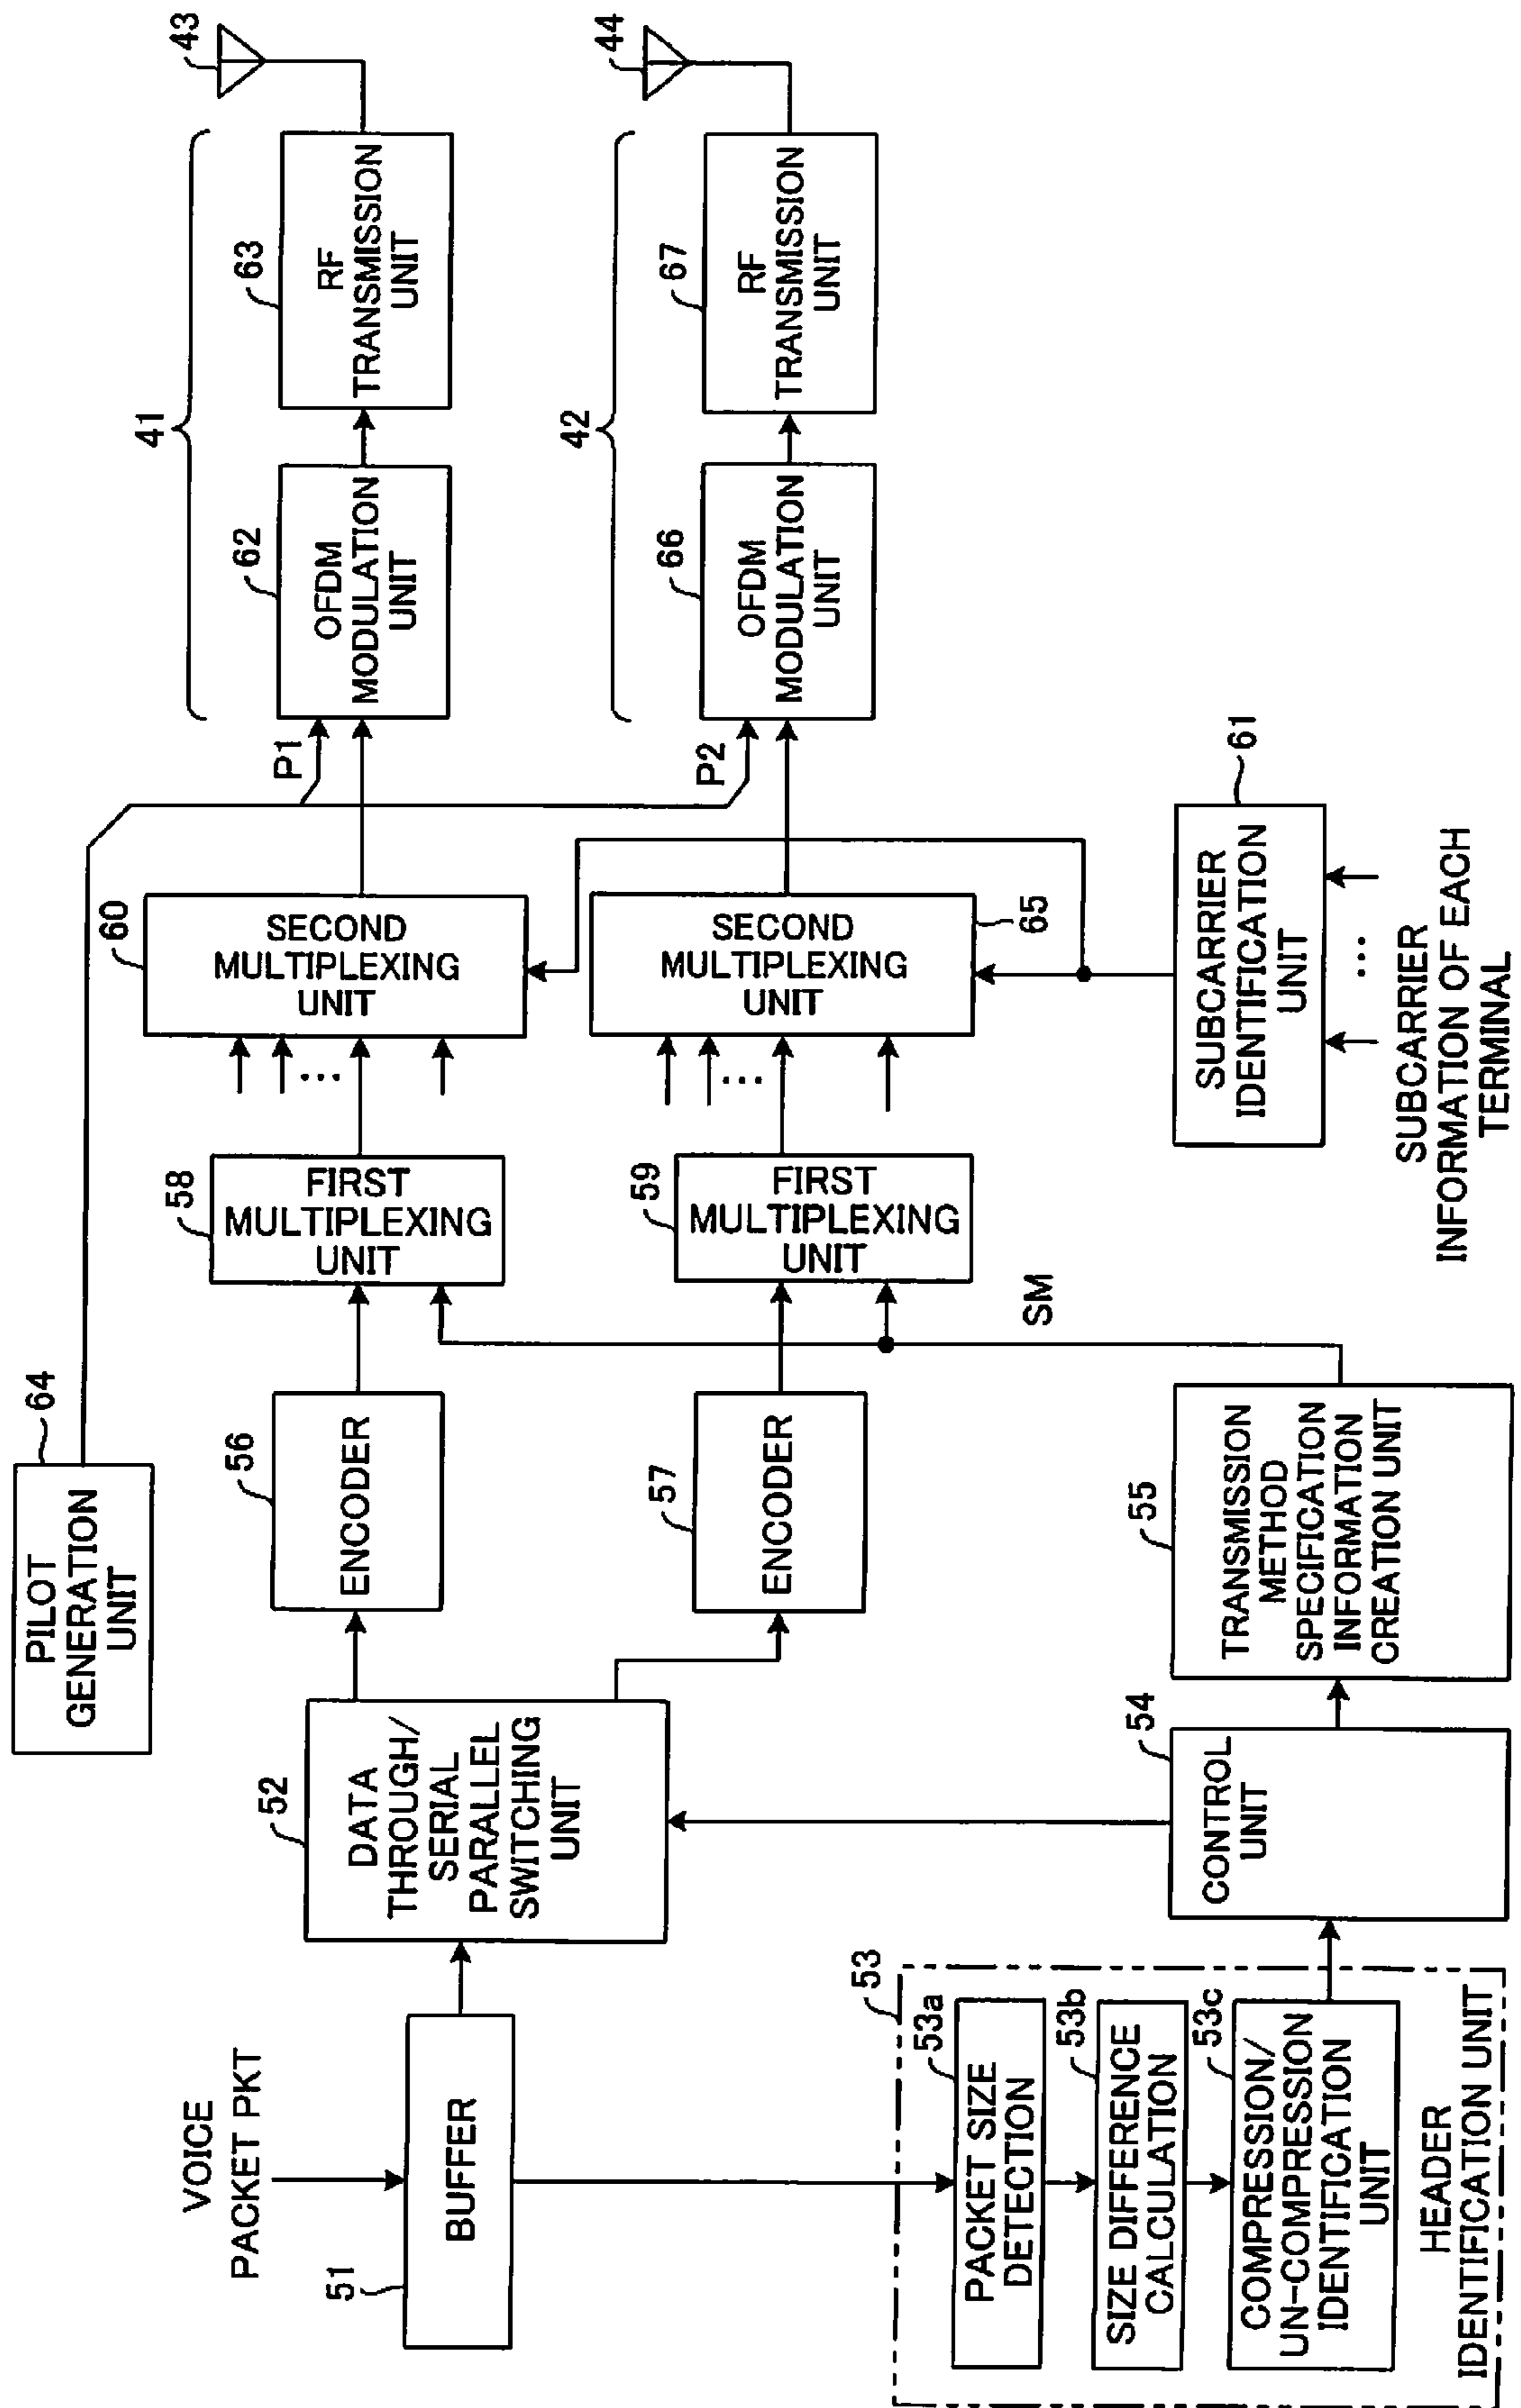 VOICE
PACKET PKT
51
BUFFER
53
53a
PACKET SIZE
DETECTION
53b
SIZE DIFFERENCE
CALCULATION
53c
COMPRESSION/
UN-COMPRESSION
IDENTIFICATION
UNIT
HEADER
IDENTIFICATION UNIT
52
DATA
THROUGH/
SERIAL
PARALLEL
SWITCHING
UNIT
54
CONTROL
UNIT
55
TRANSMISSION
METHOD
SPECIFICATION
INFORMATION
CREATION UNIT
64
PILOT
GENERATION
UNIT
56
ENCODER
57
ENCODER
SM
58
FIRST
MULTIPLEXING
UNIT
59
FIRST
MULTIPLEXING
UNIT
...
...
60
SECOND
MULTIPLEXING
UNIT
65
SECOND
MULTIPLEXING
UNIT
61
SUBCARRIER
IDENTIFICATION
UNIT
...
SUBCARRIER
INFORMATION OF EACH
TERMINAL
P1
P2
41
62
OFDM
MODULATION
UNIT
63
RF
TRANSMISSION
UNIT
43
42
66
OFDM
MODULATION
UNIT
67
RF
TRANSMISSION
UNIT
44